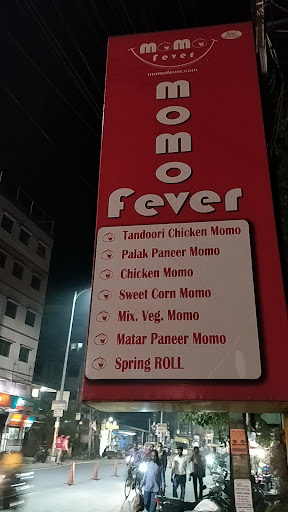 MOMO
Fever
momofever.com
MOMO
Fever
Tandoori Chicken Momo
Palak Paneer Momo
Chicken Momo
Sweet Corn Momo
Mix. Veg. Momo
Matar Paneer Momo
Spring ROLL